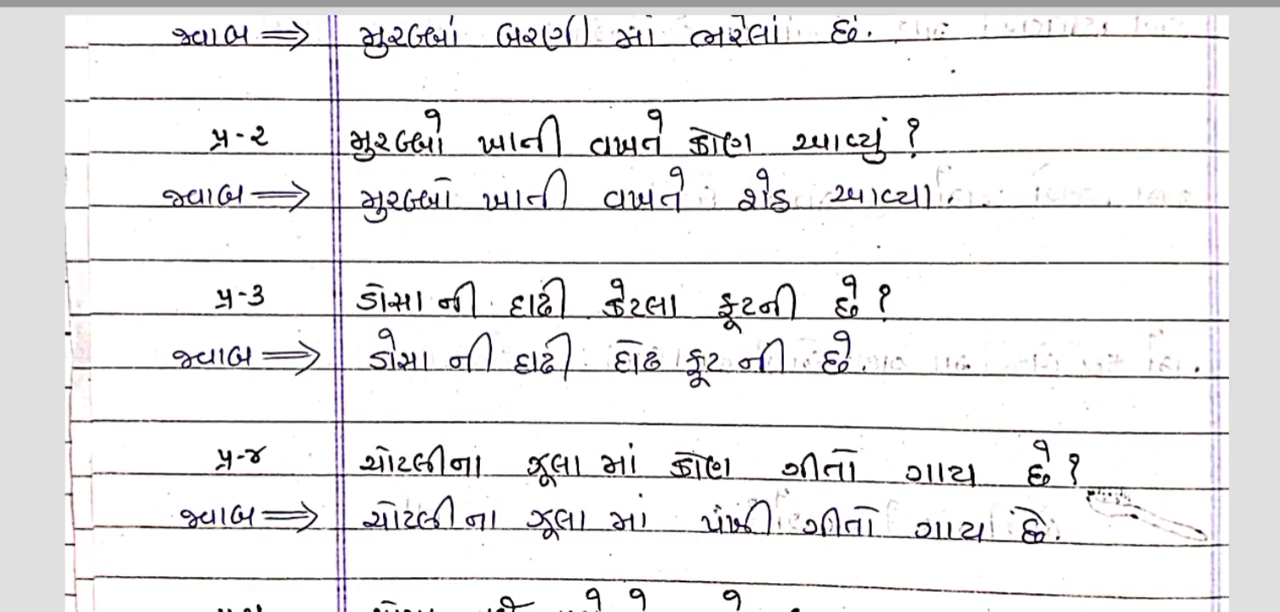 જવાબ ⇒ મુરબ્બો બરણી માં ભરેલો છે.
પ્ર-૨ મુરબ્બો ખાતી વખતે કોણ આવ્યું ?
જવાબ ⇒ મુરબ્બો ખાતી વખતે શેઠ આવ્યા.
પ્ર-૩ ડોસા ની દાઢી કેટલા ફૂટની છે ?
જવાબ ⇒ ડોસા ની દાઢી દોઢ ફૂટ ની છે.
પ્ર-૪ ચોટલીના ઝૂલા માં કોણ ગીતો ગાય છે ?
જવાબ ⇒ ચોટલીના ઝૂલા માં પંખી ગીતો ગાય છે.